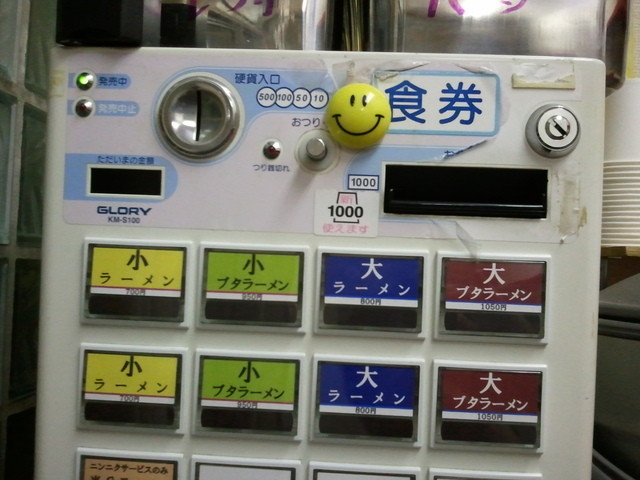 発売中
発売中止
硬貨入口
500 100 50 10
おつり
食券
つり銭切れ
ただいまの金額
GLORY
KM-S100
1000
新
1000
使えます
小
ラーメン
700円
小
ブタラーメン
950円
大
ラーメン
800円
大
ブタラーメン
1050円
小
ラーメン
700円
小
ブタラーメン
950円
大
ラーメン
800円
大
ブタラーメン
1050円
ニンニクサービスのみ